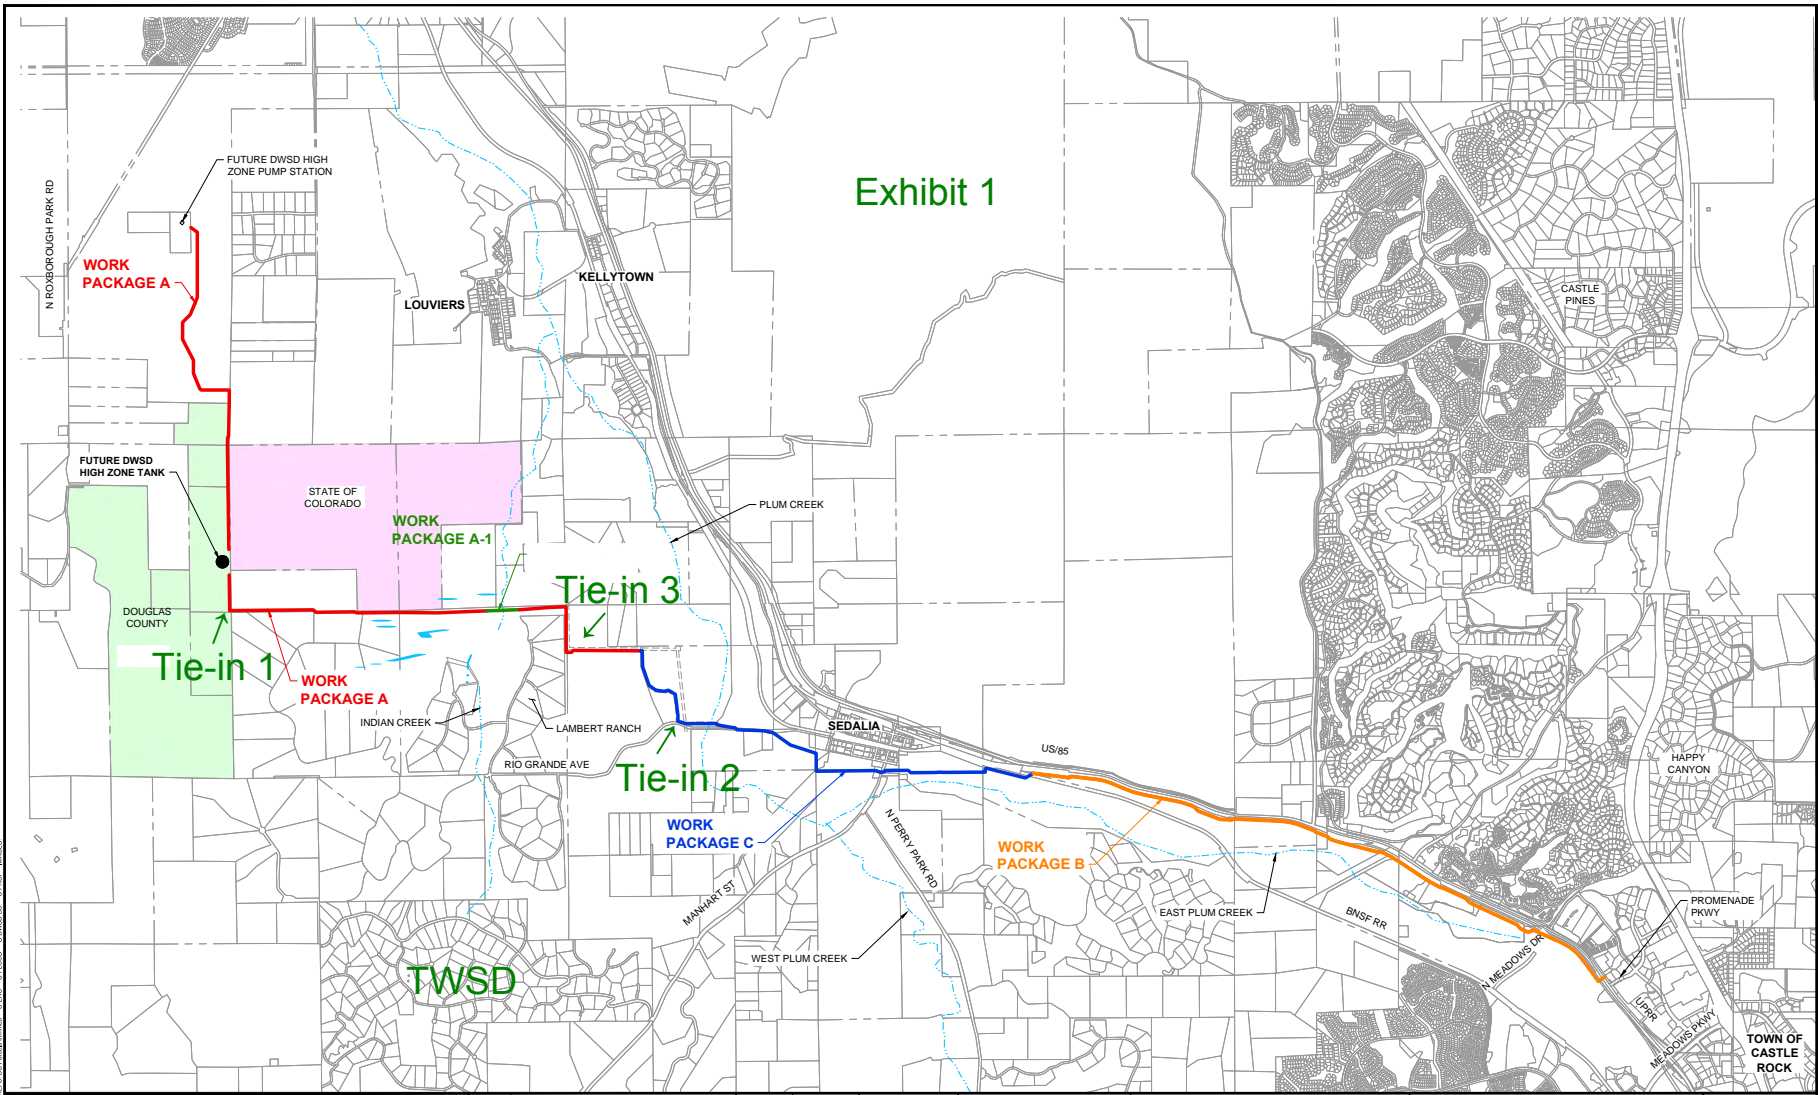 Exhibit 1
FUTURE DWSD HIGH
ZONE PUMP STATION
N ROXBOROUGH PARK RD
WORK
PACKAGE A
LOUVIERS
KELLYTOWN
CASTLE
PINES
FUTURE DWSD
HIGH ZONE TANK
STATE OF
COLORADO
WORK
PACKAGE A-1
PLUM CREEK
Tie-in 3
DOUGLAS
COUNTY
Tie-in 1
WORK
PACKAGE A
INDIAN CREEK
LAMBERT RANCH
RIO GRANDE AVE
Tie-in 2
SEDALIA
US/85
HAPPY
CANYON
WORK
PACKAGE C
N PERRY PARK RD
WORK
PACKAGE B
MANHART ST
EAST PLUM CREEK
BNSF RR
PROMENADE
PKWY
WEST PLUM CREEK
N MEADOWS DR
TWSD
UPRR
MEADOWS PKWY
TOWN OF
CASTLE
ROCK